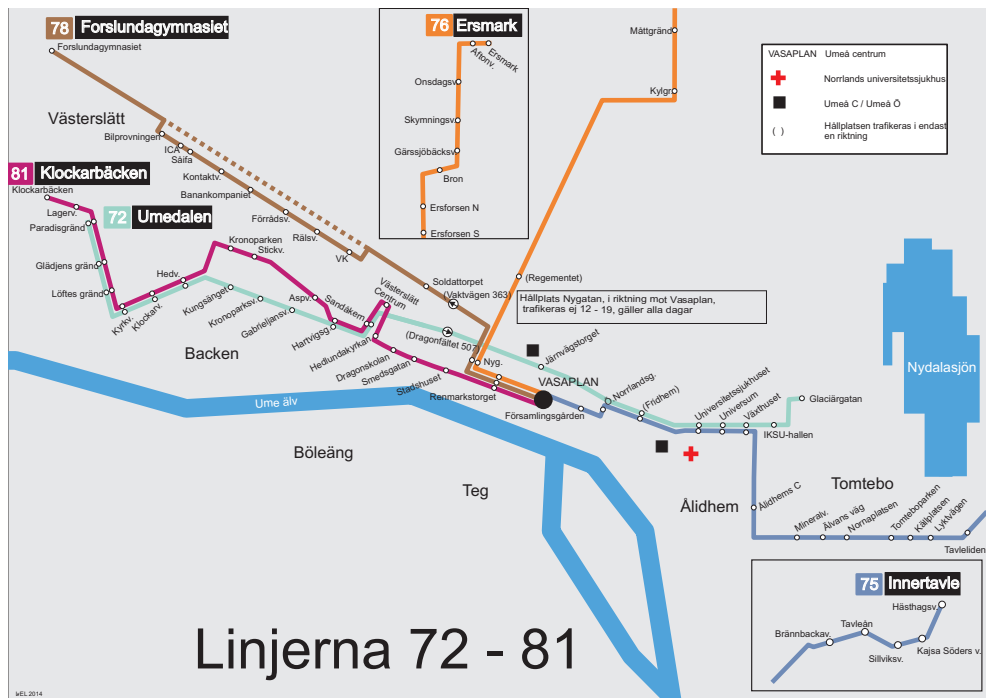 78 Forslundagymnasiet
Forslundagymnasiet
Västerslätt
Bilprovningen
ICA
Såifa
Kontaktv.
Banankompaniet
Förrådsv.
Rälsv.
VK
Soldattorpet
(Vaktvägen 363)
81 Klockarbäcken
Klockarbäcken
Lagerv.
Paradisgränd
Glädjens gränd
Löftes gränd
72 Umedalen
Kyrkv.
Klockarv.
Hedv.
Kronoparken
Stickv.
Kungsänget
Kronoparksv.
Gabrieljansv.
Aspv.
Hartvigsg
Sandåkern
Västerslätt
Centrum
Hedlundakyrkan
Dragonskolan
Smedsgatan
Stadshuset
Renmarkstorget
(Dragonfältet 507)
Nyg.
Backen
Ume älv
Böleäng
Teg
76 Ersmark
Aftonv.
Ersmark
Onsdagsv
Skymningsv.
Gärssjöbäcksv
Bron
Ersforsen N
Ersforsen S
Måttgränd
Kylgr
(Regementet)
Hållplats Nygatan, i riktning mot Vasaplan,
trafikeras ej 12 - 19, gäller alla dagar
VASAPLAN Umeå centrum
Norrlands universitetssjukhus
Umeå C / Umeå Ö
( ) Hållplatsen trafikeras i endast
en riktning
Järnvägstorget
VASAPLAN
Församlingsgården
Norrlandsg.
(Fridhem)
Universitetssjukhuset
Universum
Växthuset
IKSU-hallen
Glaciärgatan
Nydalasjön
Ålidhem
Ålidhems C
Tomtebo
Mineralv.
Älvans väg
Nornaplatsen
Tomteboparken
Källplatsen
Lyktvägen
Tavleliden
75 Innertavle
Hästhagsv.
Brännbackav.
Tavleån
Sillviksv.
Kajsa Söders v.
Linjerna 72 - 81